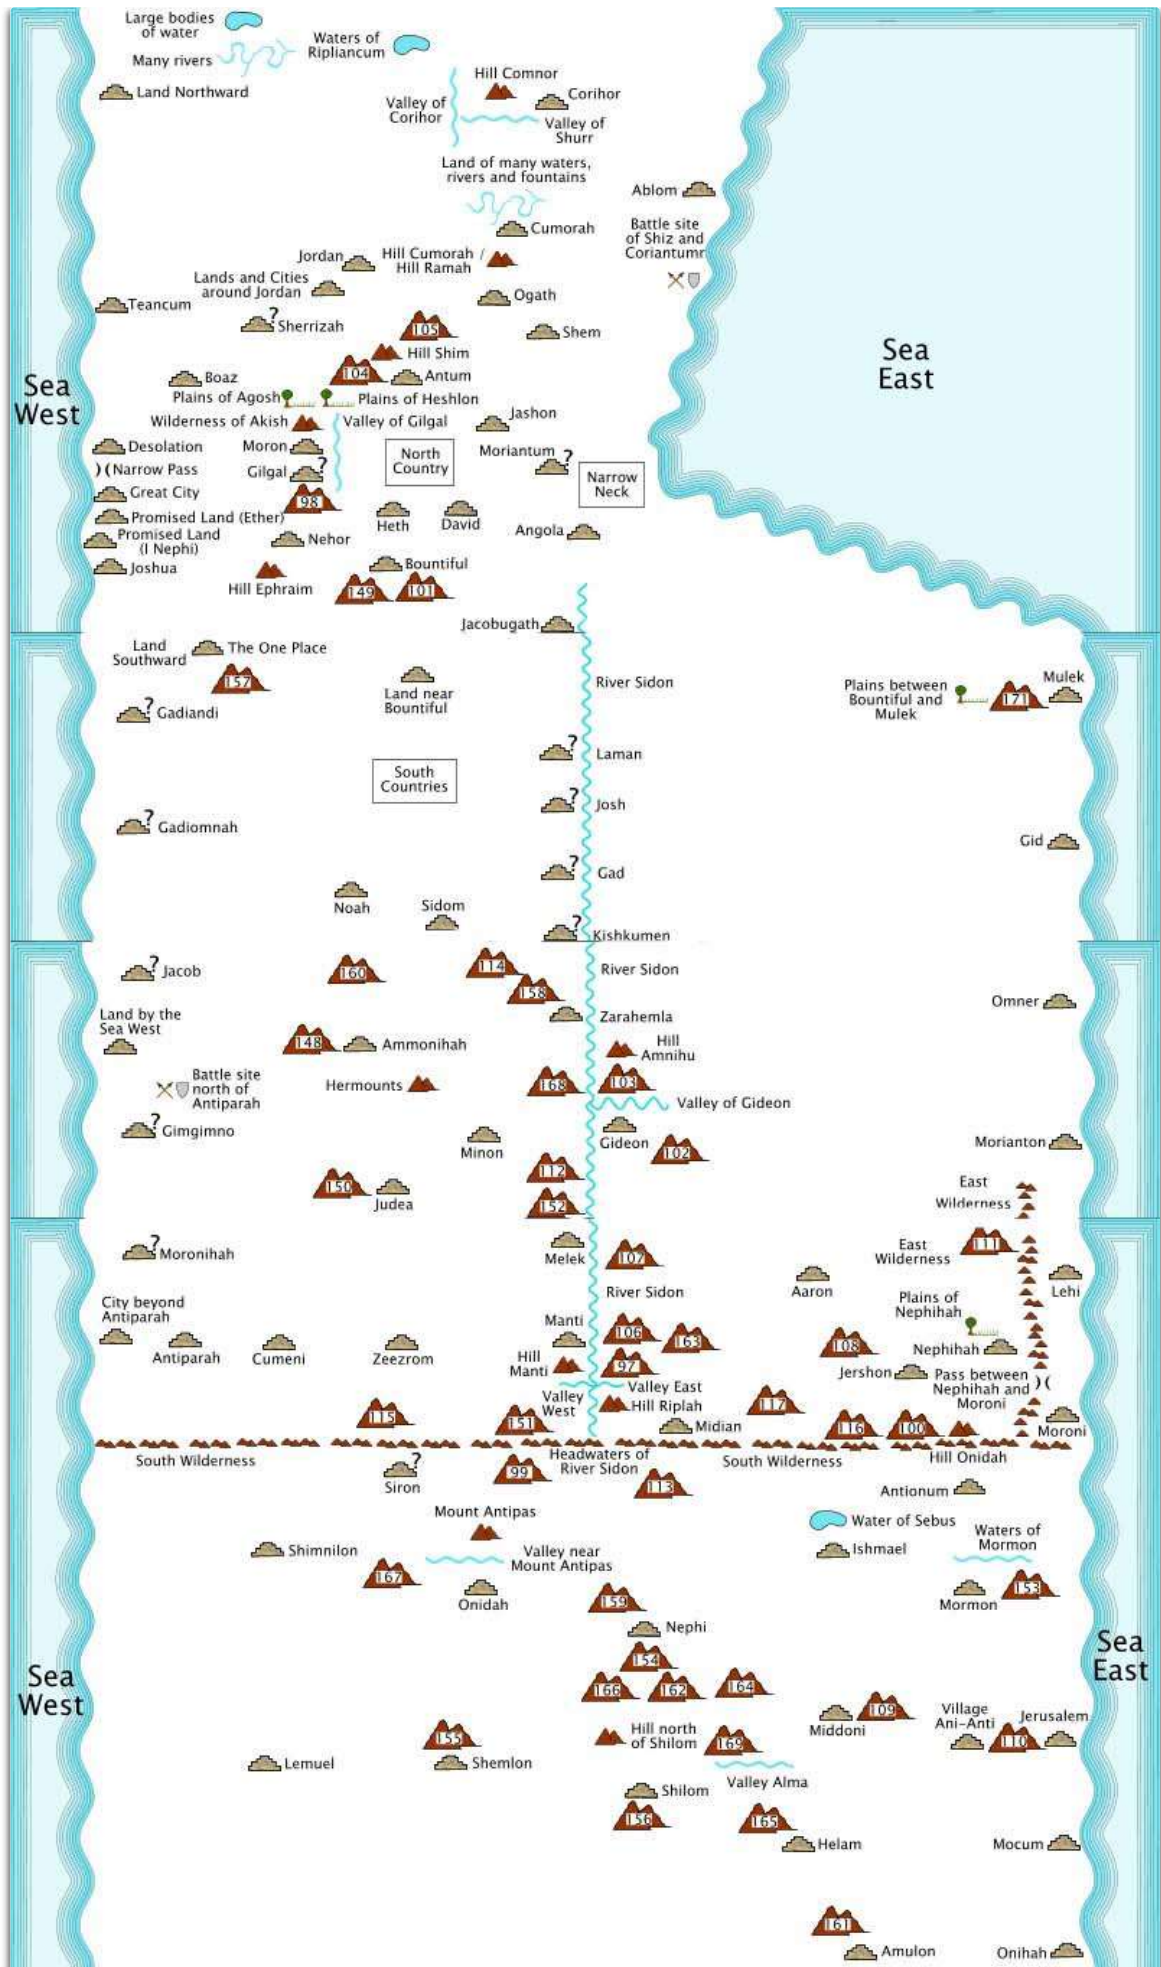 Large bodies
of water
Many rivers
Waters of
Ripliancum
Land Northward
Hill Comnor
Valley of
Corihor
Corihor
Valley of
Shurr
Land of many waters,
rivers and fountains
Ablom
Cumorah
Battle site
of Shiz and
Coriantumr
Jordan
Hill Cumorah /
Hill Ramah
Lands and Cities
around Jordan
Ogath
Teancum
?
Sherrizah
105
Shem
Hill Shim
104
Antum
Boaz
Plains of Agosh
Plains of Heshlon
Sea
West
Sea
East
Wilderness of Akish
Valley of Gilgal
Jashon
Desolation
Moron
North
Country
Moriantum
?
)( Narrow Pass
Gilgal
?
Narrow
Neck
Great City
98
Promised Land (Ether)
Heth
David
Promised Land
(I Nephi)
Nehor
Angola
Joshua
Bountiful
Hill Ephraim
149
101
Jacobugath
Land
Southward
The One Place
157
Land near
Bountiful
River Sidon
Plains between
Bountiful and
Mulek
171
Mulek
?
Gadiandi
?
Laman
South
Countries
?
Josh
?
Gadiomnah
Gid
?
Gad
Noah
Sidom
?
Kishkumen
?
Jacob
160
114
158
River Sidon
Omner
Land by the
Sea West
Zarahemla
148
Ammonihah
Hill
Amnihu
Battle site
north of
Antiparah
Hermounts
168
103
Valley of Gideon
?
Gimgimno
Minon
Gideon
102
Morianton
112
150
Judea
152
East
Wilderness
?
Moronihah
Melek
107
East
Wilderness
111
Aaron
Lehi
City beyond
Antiparah
River Sidon
Plains of
Nephihah
Antiparah
Cumeni
Zeezrom
Manti
106
163
108
Nephihah
Hill
Manti
97
Jershon
Pass between
Nephihah and
Moroni
)(
Valley East
Valley
West
Hill Riplah
117
115
151
Midian
116
100
Moroni
South Wilderness
Headwaters of
River Sidon
South Wilderness
Hill Onidah
?
Siron
99
113
Antionum
Mount Antipas
Water of Sebus
Waters of
Mormon
Shimnilon
Valley near
Mount Antipas
Ishmael
167
Onidah
159
Mormon
153
Nephi
Sea
West
Sea
East
154
166
162
164
Middoni
109
Village
Ani-Anti
Jerusalem
110
155
Hill north
of Shilom
169
Lemuel
Shemlon
Valley Alma
Shilom
156
165
Helam
Mocum
161
Amulon
Onihah